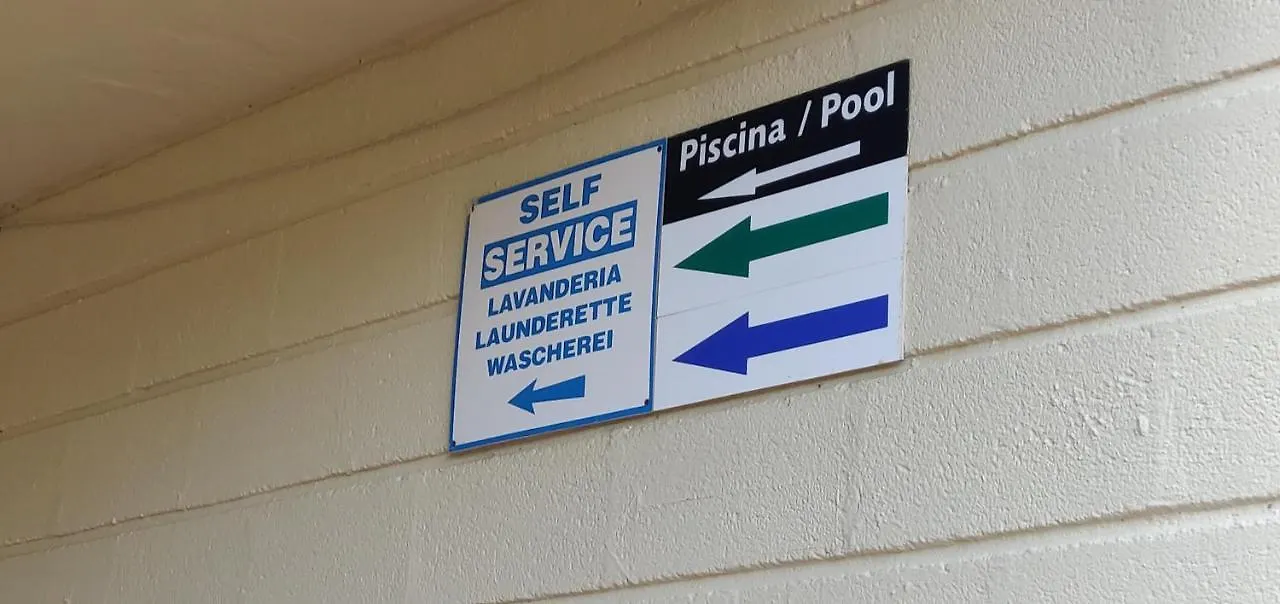 SELF
SERVICE
LAVANDERIA
LAUNDERETTE
WASCHEREI
Piscina / Pool